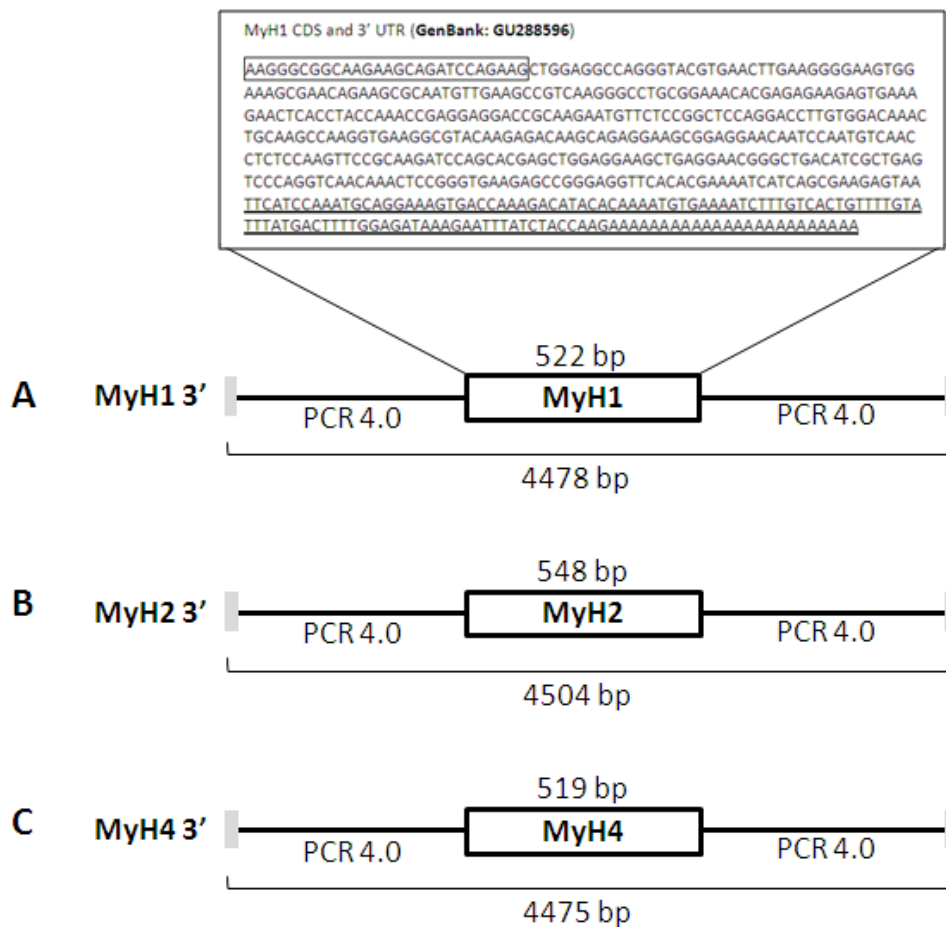 MyH1 CDS and 3' UTR (GenBank: GU288596)
AAGGGCGGCAAGAAGCAGATCCAGAAGCTGGAGGCCAGGGTACGTGAACTTGAAGGGGAAGTGG
AAAGCGAACAGAAGCGCAATGTTGAAGCCGTCAAGGGCCTGCGGAAACACGAGAGAAGAGTGAAA
GAACTCACCTACCAAACCGAGGAGGACCGCAAGAATGTTCTCCGGCTCCAGGACCTTGTGGACAAAC
TGCAAGCCAAGGTGAAGGCGTACAAGAGACAAGCAGAGGAAGCGGAGGAACAATCCAATGTCAAC
CTCTCCAAGTTCCGCAAGATCCAGCACGAGCTGGAGGAAGCTGAGGAACGGGCTGACATCGCTGAG
TCCCAGGTCAACAAACTCCGGGTGAAGAGCCGGGAGGTTCACACGAAAATCATCAGCGAAGAGTAA
TTCATCCAAATGCAGGAAAGTGACCAAAGACATACACAAAATGTGAAAATCTTTGTCACTGTTTTGTA
TTTATGACTTTTGGAGATAAAGAATTTATCTACCAAGAAAAAAAAAAAAAAAAAAAAAAAAA
522 bp
A MyH1 3' MyH1
PCR 4.0 PCR 4.0
4478 bp
548 bp
B MyH2 3' MyH2
PCR 4.0 PCR 4.0
4504 bp
519 bp
C MyH4 3' MyH4
PCR 4.0 PCR 4.0
4475 bp